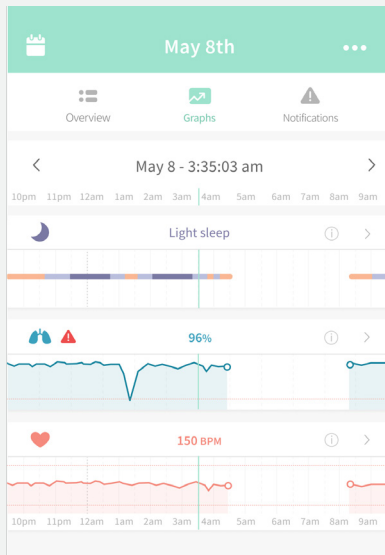 May 8th
Overview
Graphs
Notifications
May 8 - 3:35:03 am
10pm 11pm 12am 1am 2am 3am 4am 5am 6am 7am 8am 9am
Light sleep
96%
150 BPM
10pm 11pm 12am 1am 2am 3am 4am 5am 6am 7am 8am 9am